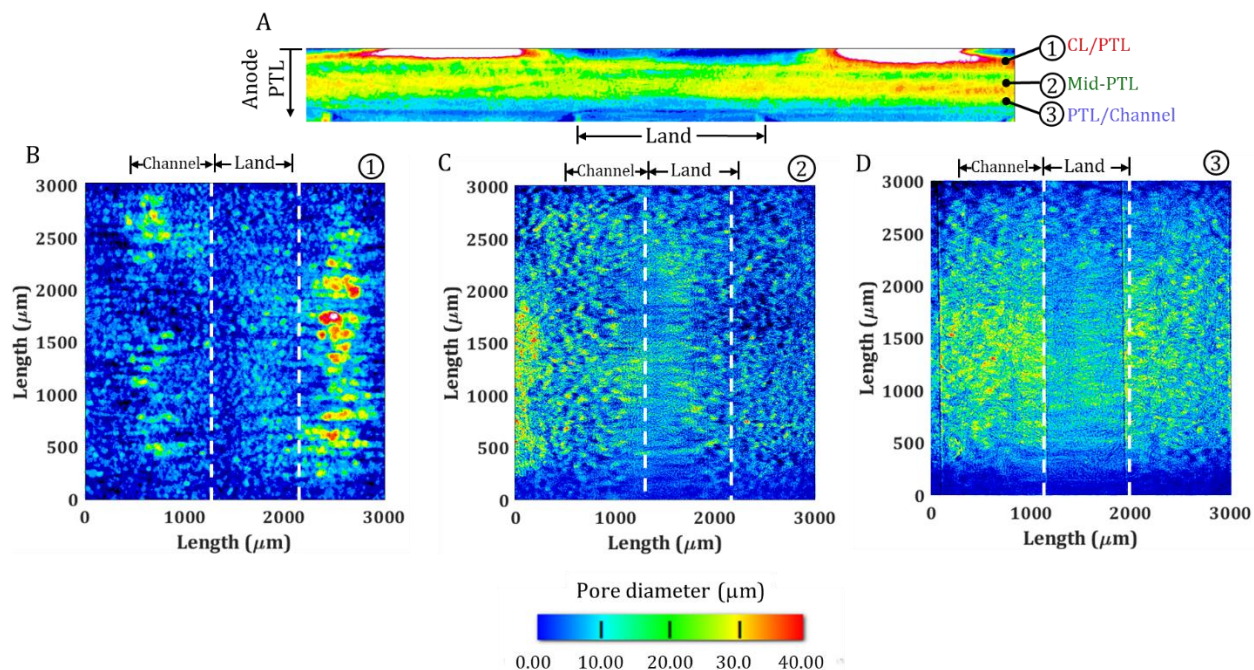 A
Anode
PTL
① CL/PTL
② Mid-PTL
③ PTL/Channel
Land
B
Channel
Land
①
3000
2500
2000
1500
1000
500
0
Length (μm)
0
1000
2000
3000
Length (μm)
C
Channel
Land
②
3000
2500
2000
1500
1000
500
0
Length (μm)
0
1000
2000
3000
Length (μm)
D
Channel
Land
③
3000
2500
2000
1500
1000
500
0
Length (μm)
0
1000
2000
3000
Length (μm)
Pore diameter (μm)
0.00 10.00 20.00 30.0 40.00